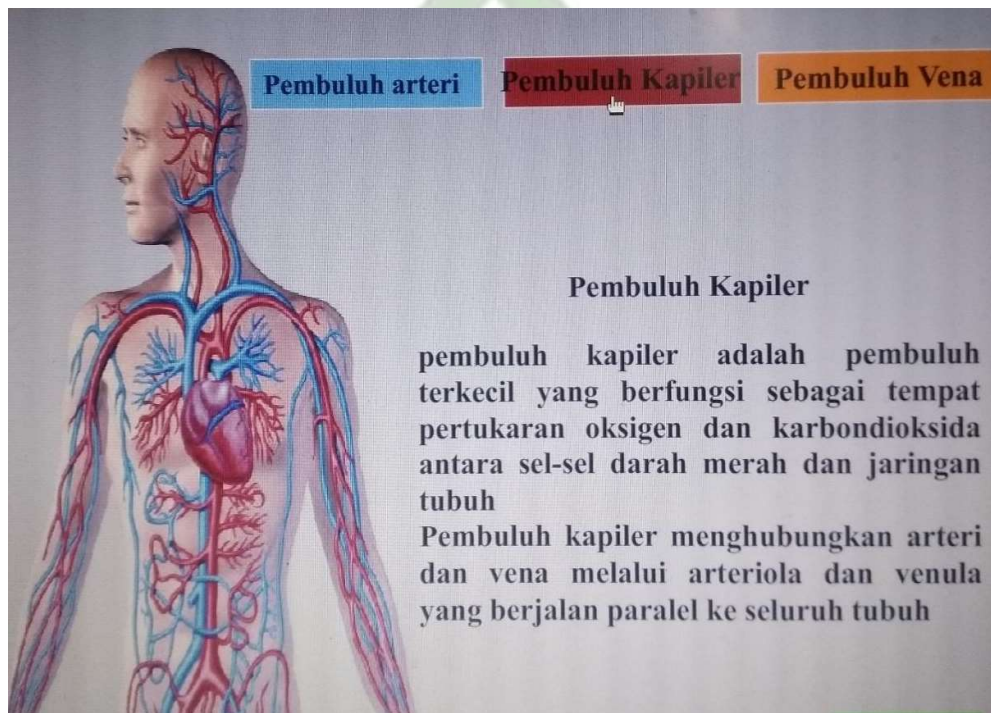 Pembuluh arteri
Pembuluh Kapiler
Pembuluh Vena
Pembuluh Kapiler
pembuluh kapiler adalah pembuluh
terkecil yang berfungsi sebagai tempat
pertukaran oksigen dan karbondioksida
antara sel-sel darah merah dan jaringan
tubuh
Pembuluh kapiler menghubungkan arteri
dan vena melalui arteriola dan venula
yang berjalan paralel ke seluruh tubuh